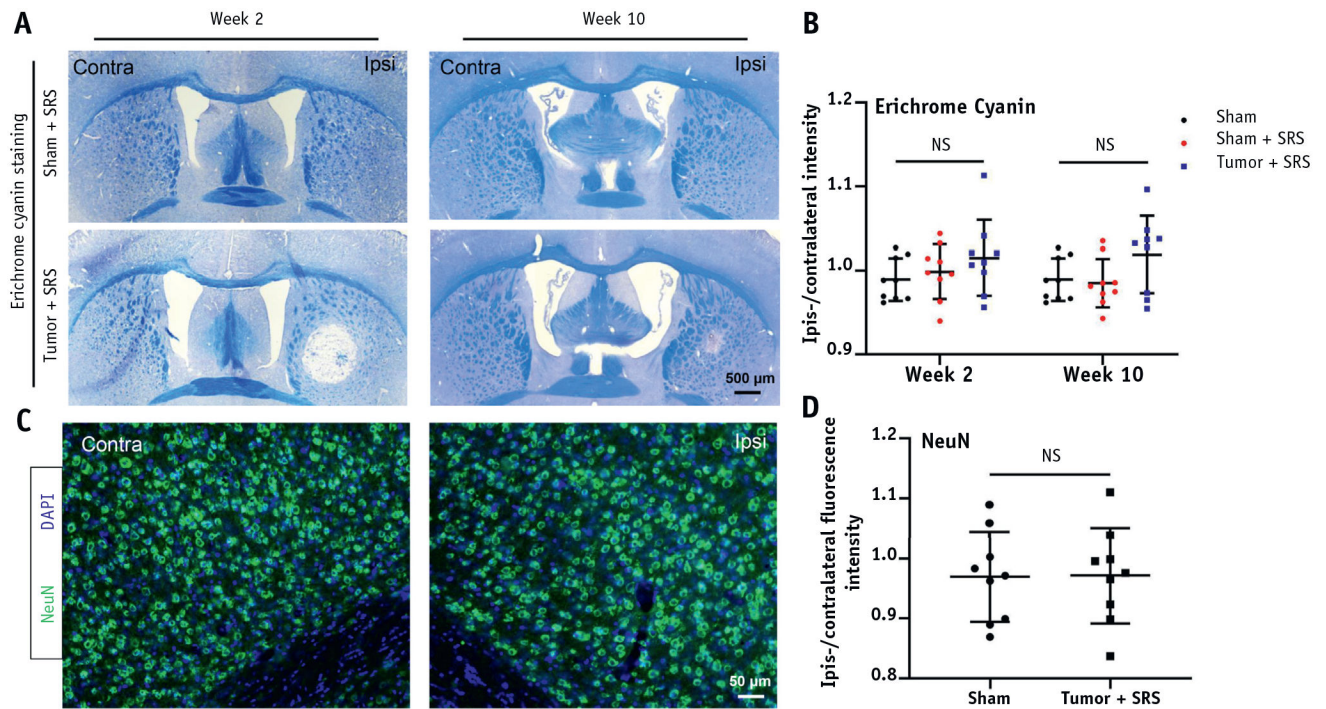 A
Week 2
Week 10
Erichrome cyanin staining
Sham + SRS
Tumor + SRS
Contra
Ipsi
Contra
Ipsi
500 µm
B
Erichrome Cyanin
Ipis-/contralateral intensity
1.2
1.1
1.0
0.9
NS
NS
Week 2
Week 10
Sham
Sham + SRS
Tumor + SRS
C
NeuN
DAPI
Contra
Ipsi
50 µm
D
NeuN
Ipis-/contralateral fluorescence
intensity
1.2
1.1
1.0
0.9
0.8
NS
Sham
Tumor + SRS